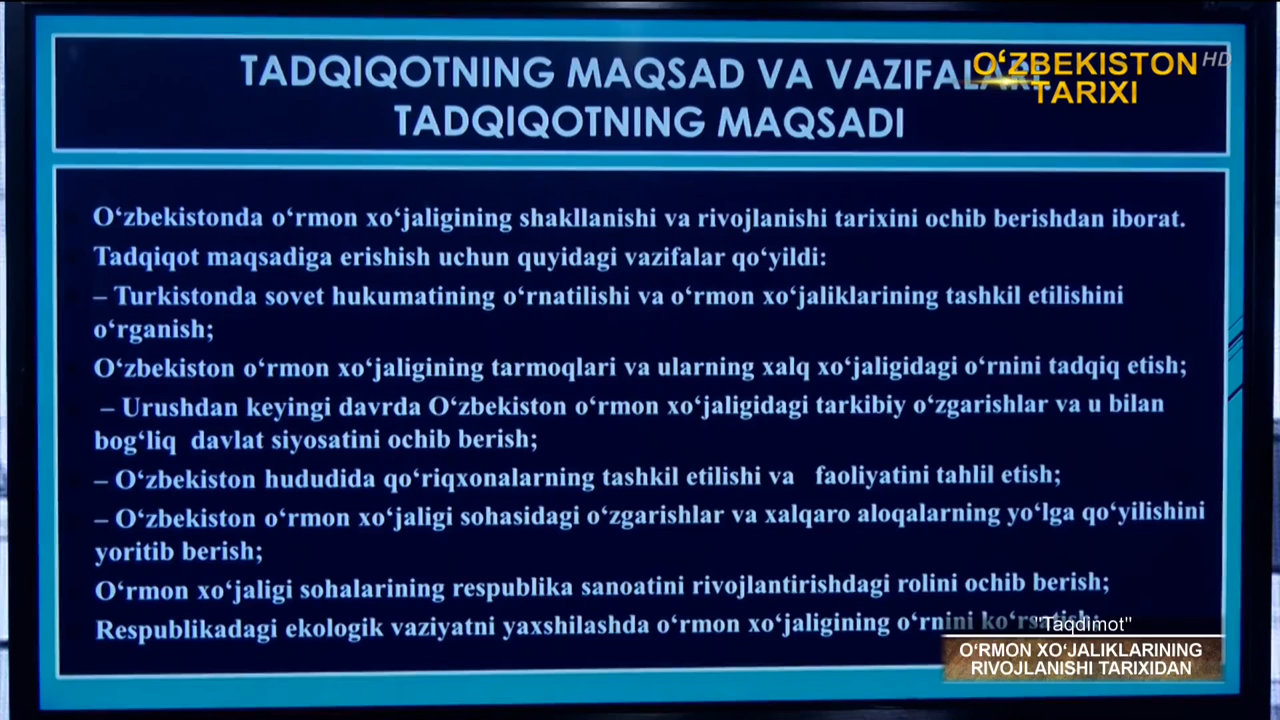 TADQIQOTNING MAQSAD VA VAZIFALARI
TADQIQOTNING MAQSADI
O‘ZBEKISTON HD
TARIXI
O‘zbekistonda o‘rmon xo‘jaligining shakllanishi va rivojlanishi tarixini ochib berishdan iborat.
Tadqiqot maqsadiga erishish uchun quyidagi vazifalar qo‘yildi:
– Turkistonda sovet hukumatining o‘rnatilishi va o‘rmon xo‘jaliklarining tashkil etilishini
o‘rganish;
O‘zbekiston o‘rmon xo‘jaligining tarmoqlari va ularning xalq xo‘jaligidagi o‘rnini tadqiq etish;
– Urushdan keyingi davrda O‘zbekiston o‘rmon xo‘jaligidagi tarkibiy o‘zgarishlar va u bilan
bog‘liq davlat siyosatini ochib berish;
– O‘zbekiston hududida qo‘riqxonalarning tashkil etilishi va faoliyatini tahlil etish;
– O‘zbekiston o‘rmon xo‘jaligi sohasidagi o‘zgarishlar va xalqaro aloqalarning yo‘lga qo‘yilishini
yoritib berish;
O‘rmon xo‘jaligi sohalarining respublika sanoatini rivojlantirishdagi rolini ochib berish;
Respublikadagi ekologik vaziyatni yaxshilashda o‘rmon xo‘jaligining o‘rnini ko‘rsatish;
"Taqdimot"
O‘RMON XO‘JALIKLARINING
RIVOJLANISHI TARIXIDAN